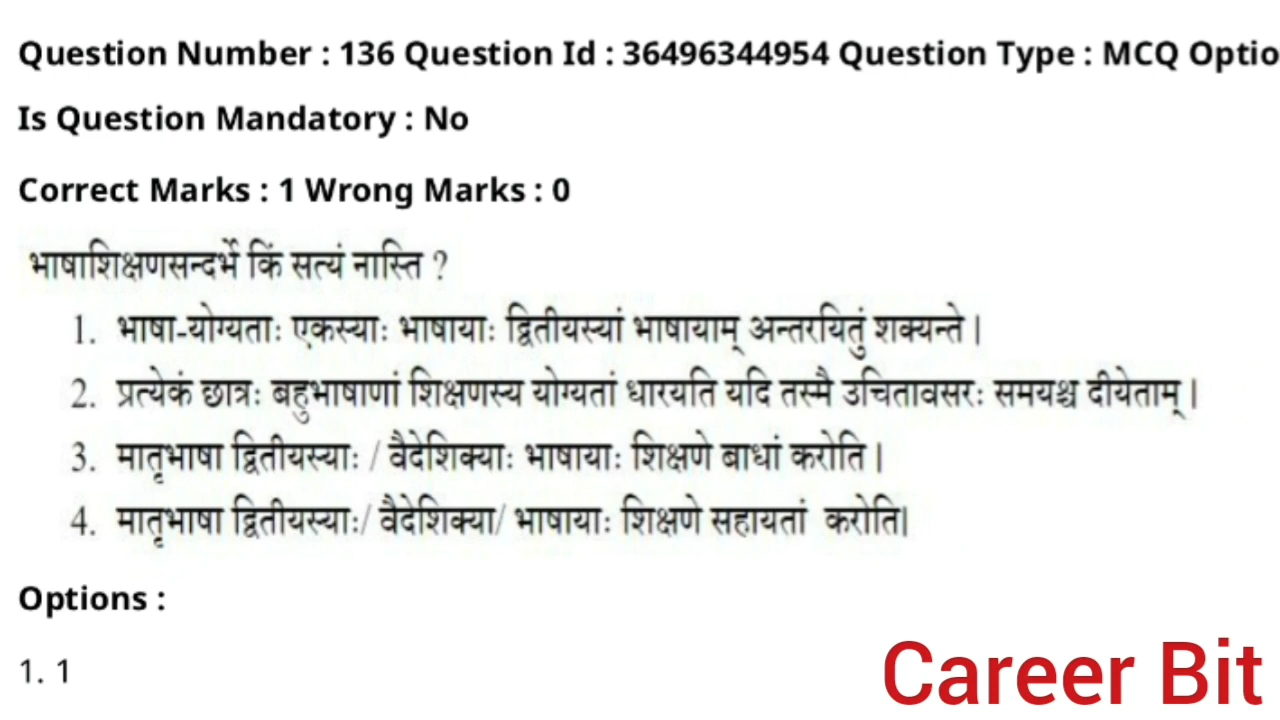 Question Number : 136 Question Id : 36496344954 Question Type : MCQ Optio
Is Question Mandatory : No
Correct Marks : 1 Wrong Marks : 0
भाषाशिक्षणसन्दर्भे किं सत्यं नास्ति ?
1. भाषा-योग्यताः एकस्याः भाषायाः द्वितीयस्यां भाषायाम् अन्तरयितुं शक्यन्ते ।
2. प्रत्येकं छात्रः बहुभाषाणां शिक्षणस्य योग्यतां धारयति यदि तस्मै उचितावसरः समयश्च दीयेताम् ।
3. मातृभाषा द्वितीयस्याः / वैदेशिक्याः भाषायाः शिक्षणे बाधां करोति ।
4. मातृभाषा द्वितीयस्याः/ वैदेशिक्या/ भाषायाः शिक्षणे सहायतां करोति।
Options :
1. 1
Career Bit